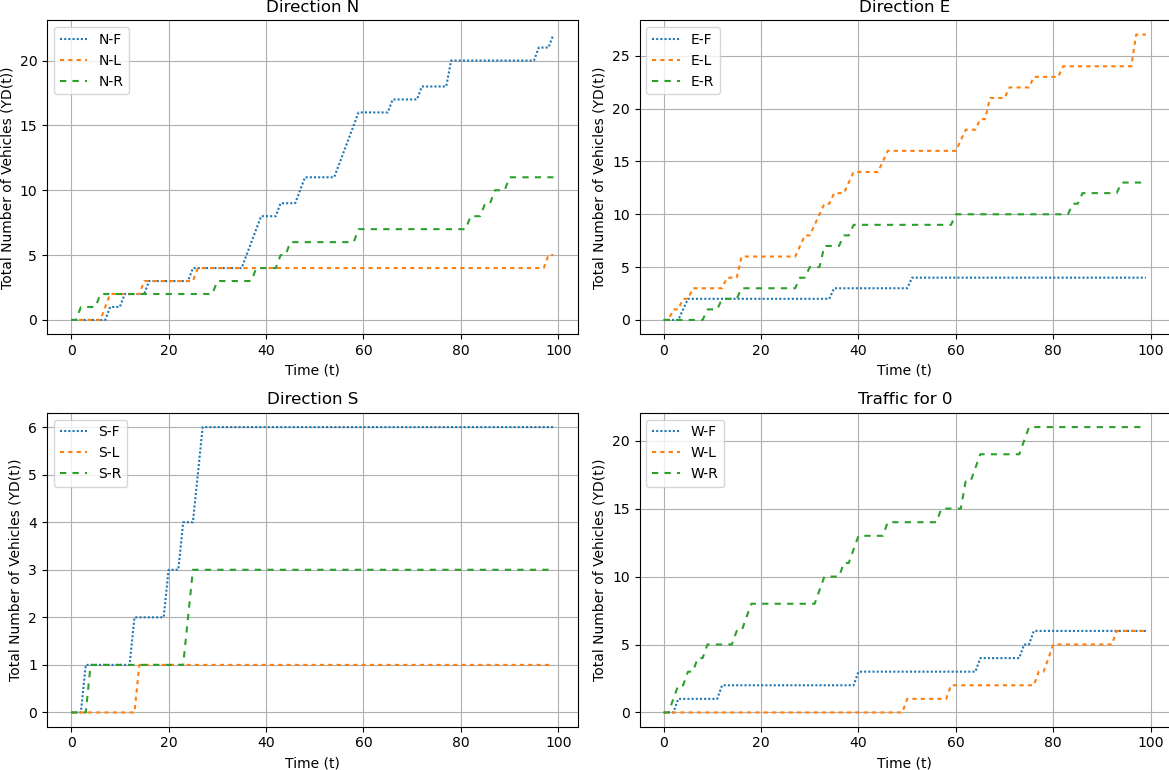 Direction N
Total Number of Vehicles (YD(t))
20
15
10
5
0
N-F
N-L
N-R
0 20 40 60 80 100
Time (t)
Direction E
Total Number of Vehicles (YD(t))
25
20
15
10
5
0
E-F
E-L
E-R
0 20 40 60 80 100
Time (t)
Direction S
Total Number of Vehicles (YD(t))
6
5
4
3
2
1
0
S-F
S-L
S-R
0 20 40 60 80 100
Time (t)
Traffic for 0
Total Number of Vehicles (YD(t))
20
15
10
5
0
W-F
W-L
W-R
0 20 40 60 80 100
Time (t)